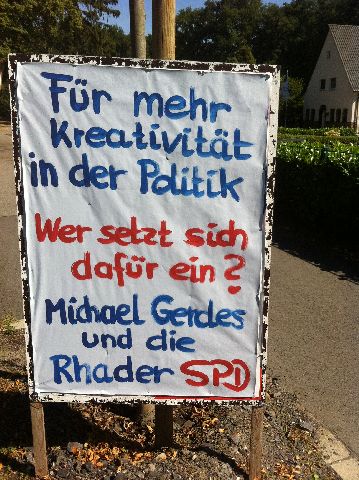 Für mehr
Kreativität
in der Politik
Wer setzt sich
dafür ein?
Michael Gerdes
und die
Rhader SPD